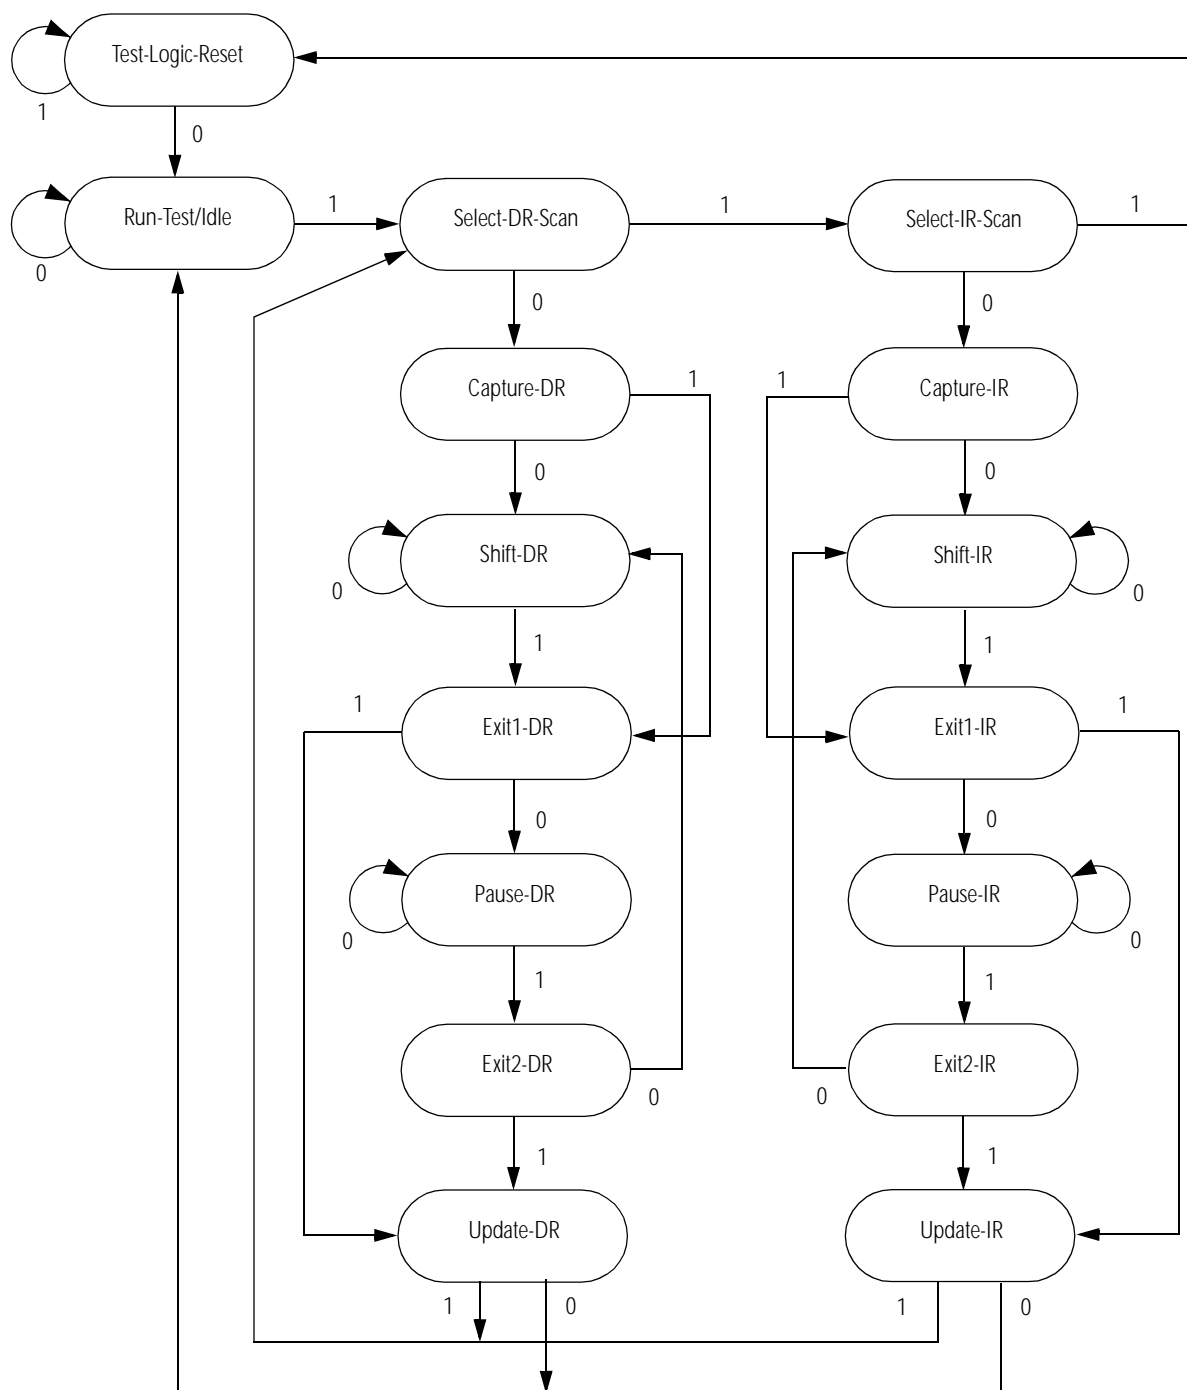 Test-Logic-Reset
1
0
Run-Test/Idle
1
Select-DR-Scan
1
Select-IR-Scan
1
0
0
0
Capture-DR
1
1
Capture-IR
0
0
Shift-DR
Shift-IR
0
0
1
1
1
Exit1-DR
Exit1-IR
1
0
0
Pause-DR
Pause-IR
0
0
1
1
Exit2-DR
Exit2-IR
0
0
1
1
Update-DR
Update-IR
1
0
1
0